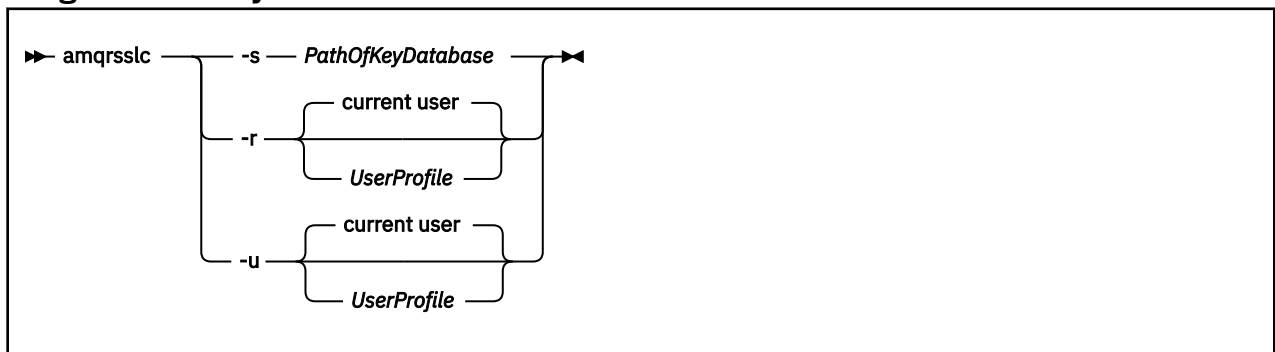 amqrsslc -s PathOfKeyDatabase
current user
-r
UserProfile
current user
-u
UserProfile